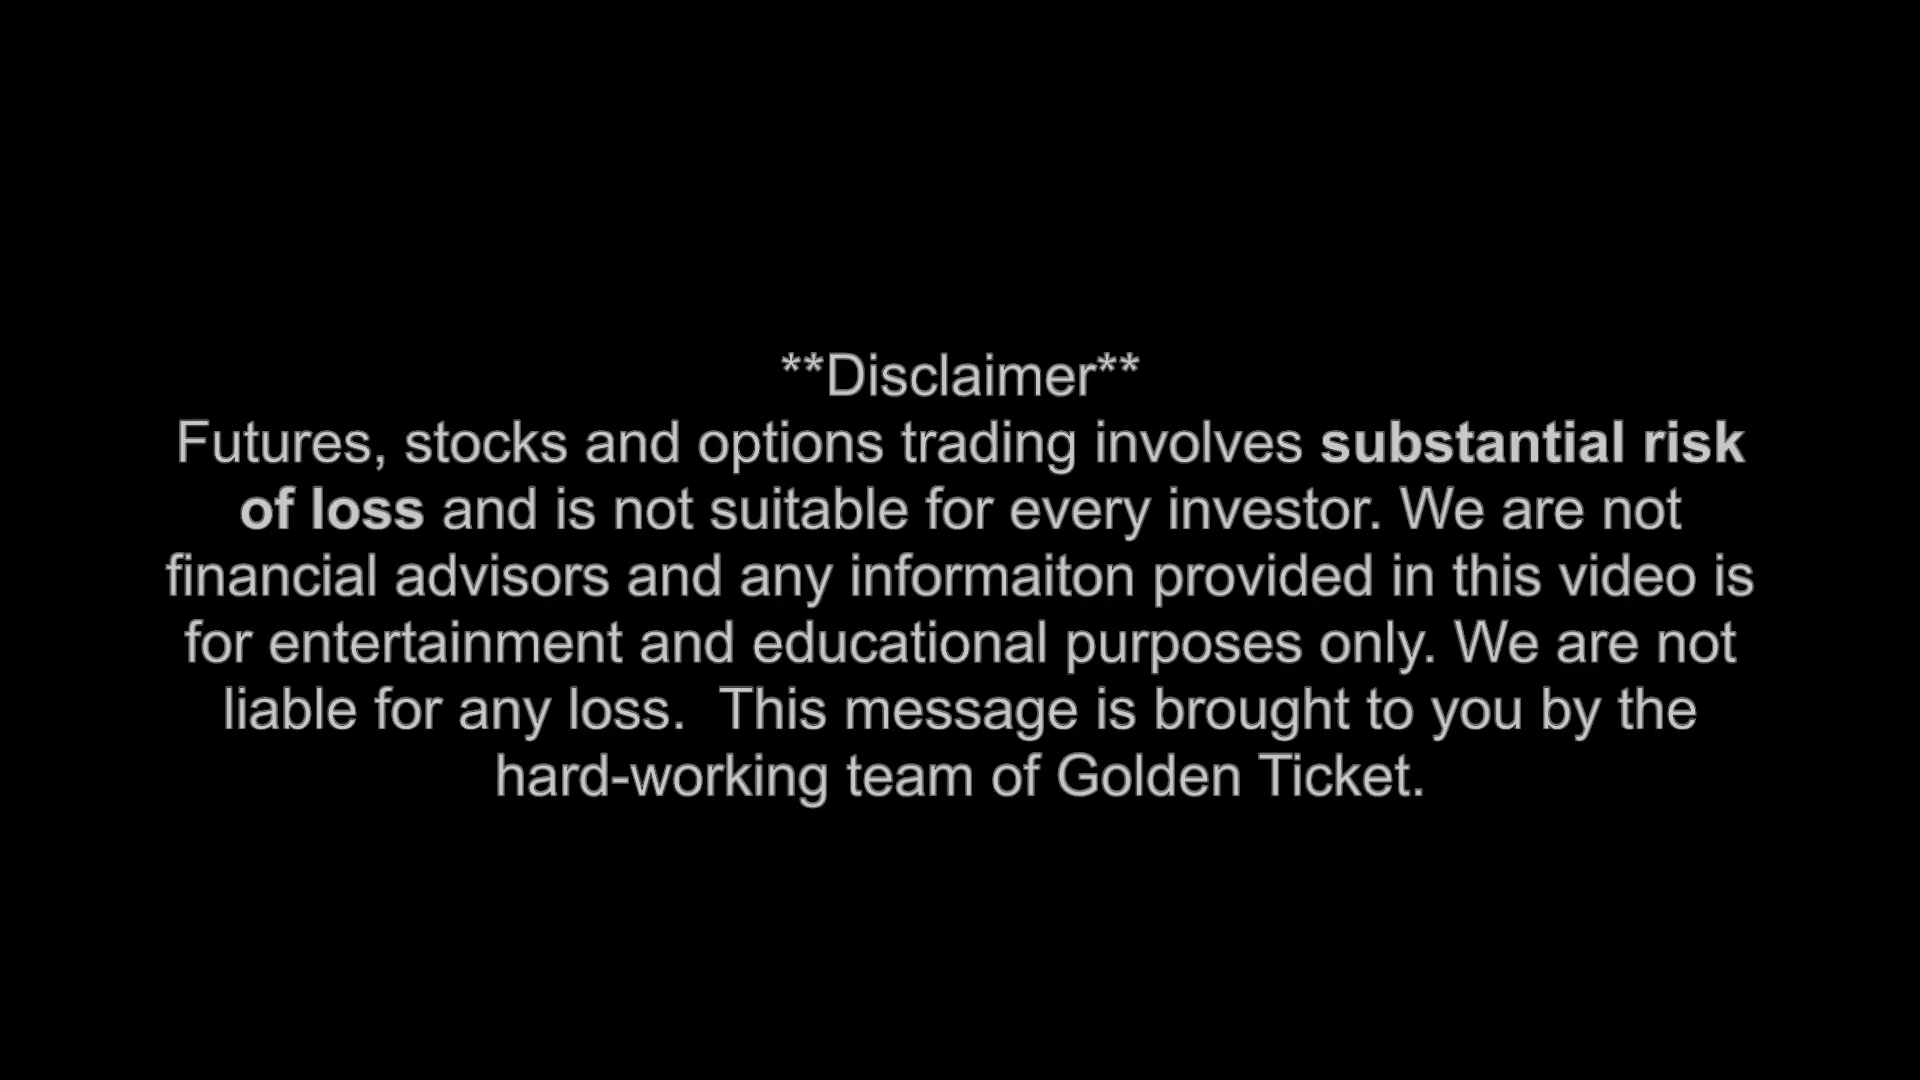 **Disclaimer**
Futures, stocks and options trading involves substantial risk
of loss and is not suitable for every investor. We are not
financial advisors and any informaiton provided in this video is
for entertainment and educational purposes only. We are not
liable for any loss.  This message is brought to you by the
hard-working team of Golden Ticket.